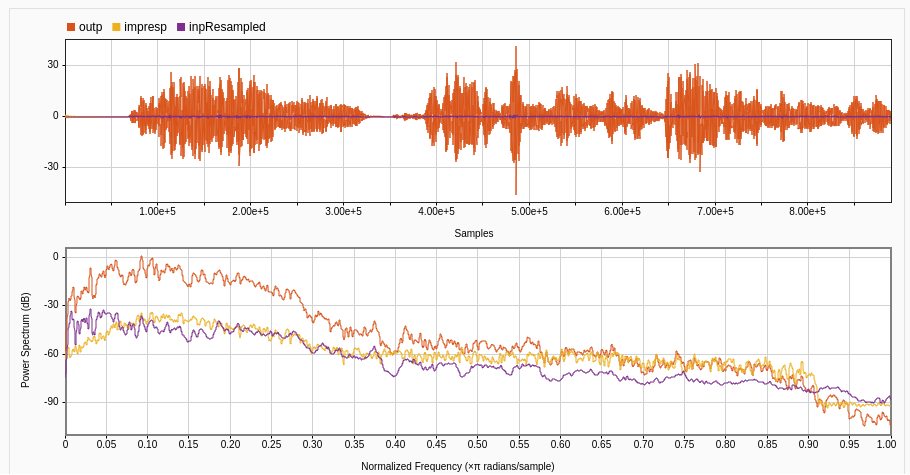 outp impresp inpResampled
30
0
-30
1.00e+5 2.00e+5 3.00e+5 4.00e+5 5.00e+5 6.00e+5 7.00e+5 8.00e+5
Samples
0
-30
-60
-90
Power Spectrum (dB)
0 0.05 0.10 0.15 0.20 0.25 0.30 0.35 0.40 0.45 0.50 0.55 0.60 0.65 0.70 0.75 0.80 0.85 0.90 0.95 1.00
Normalized Frequency (×π radians/sample)